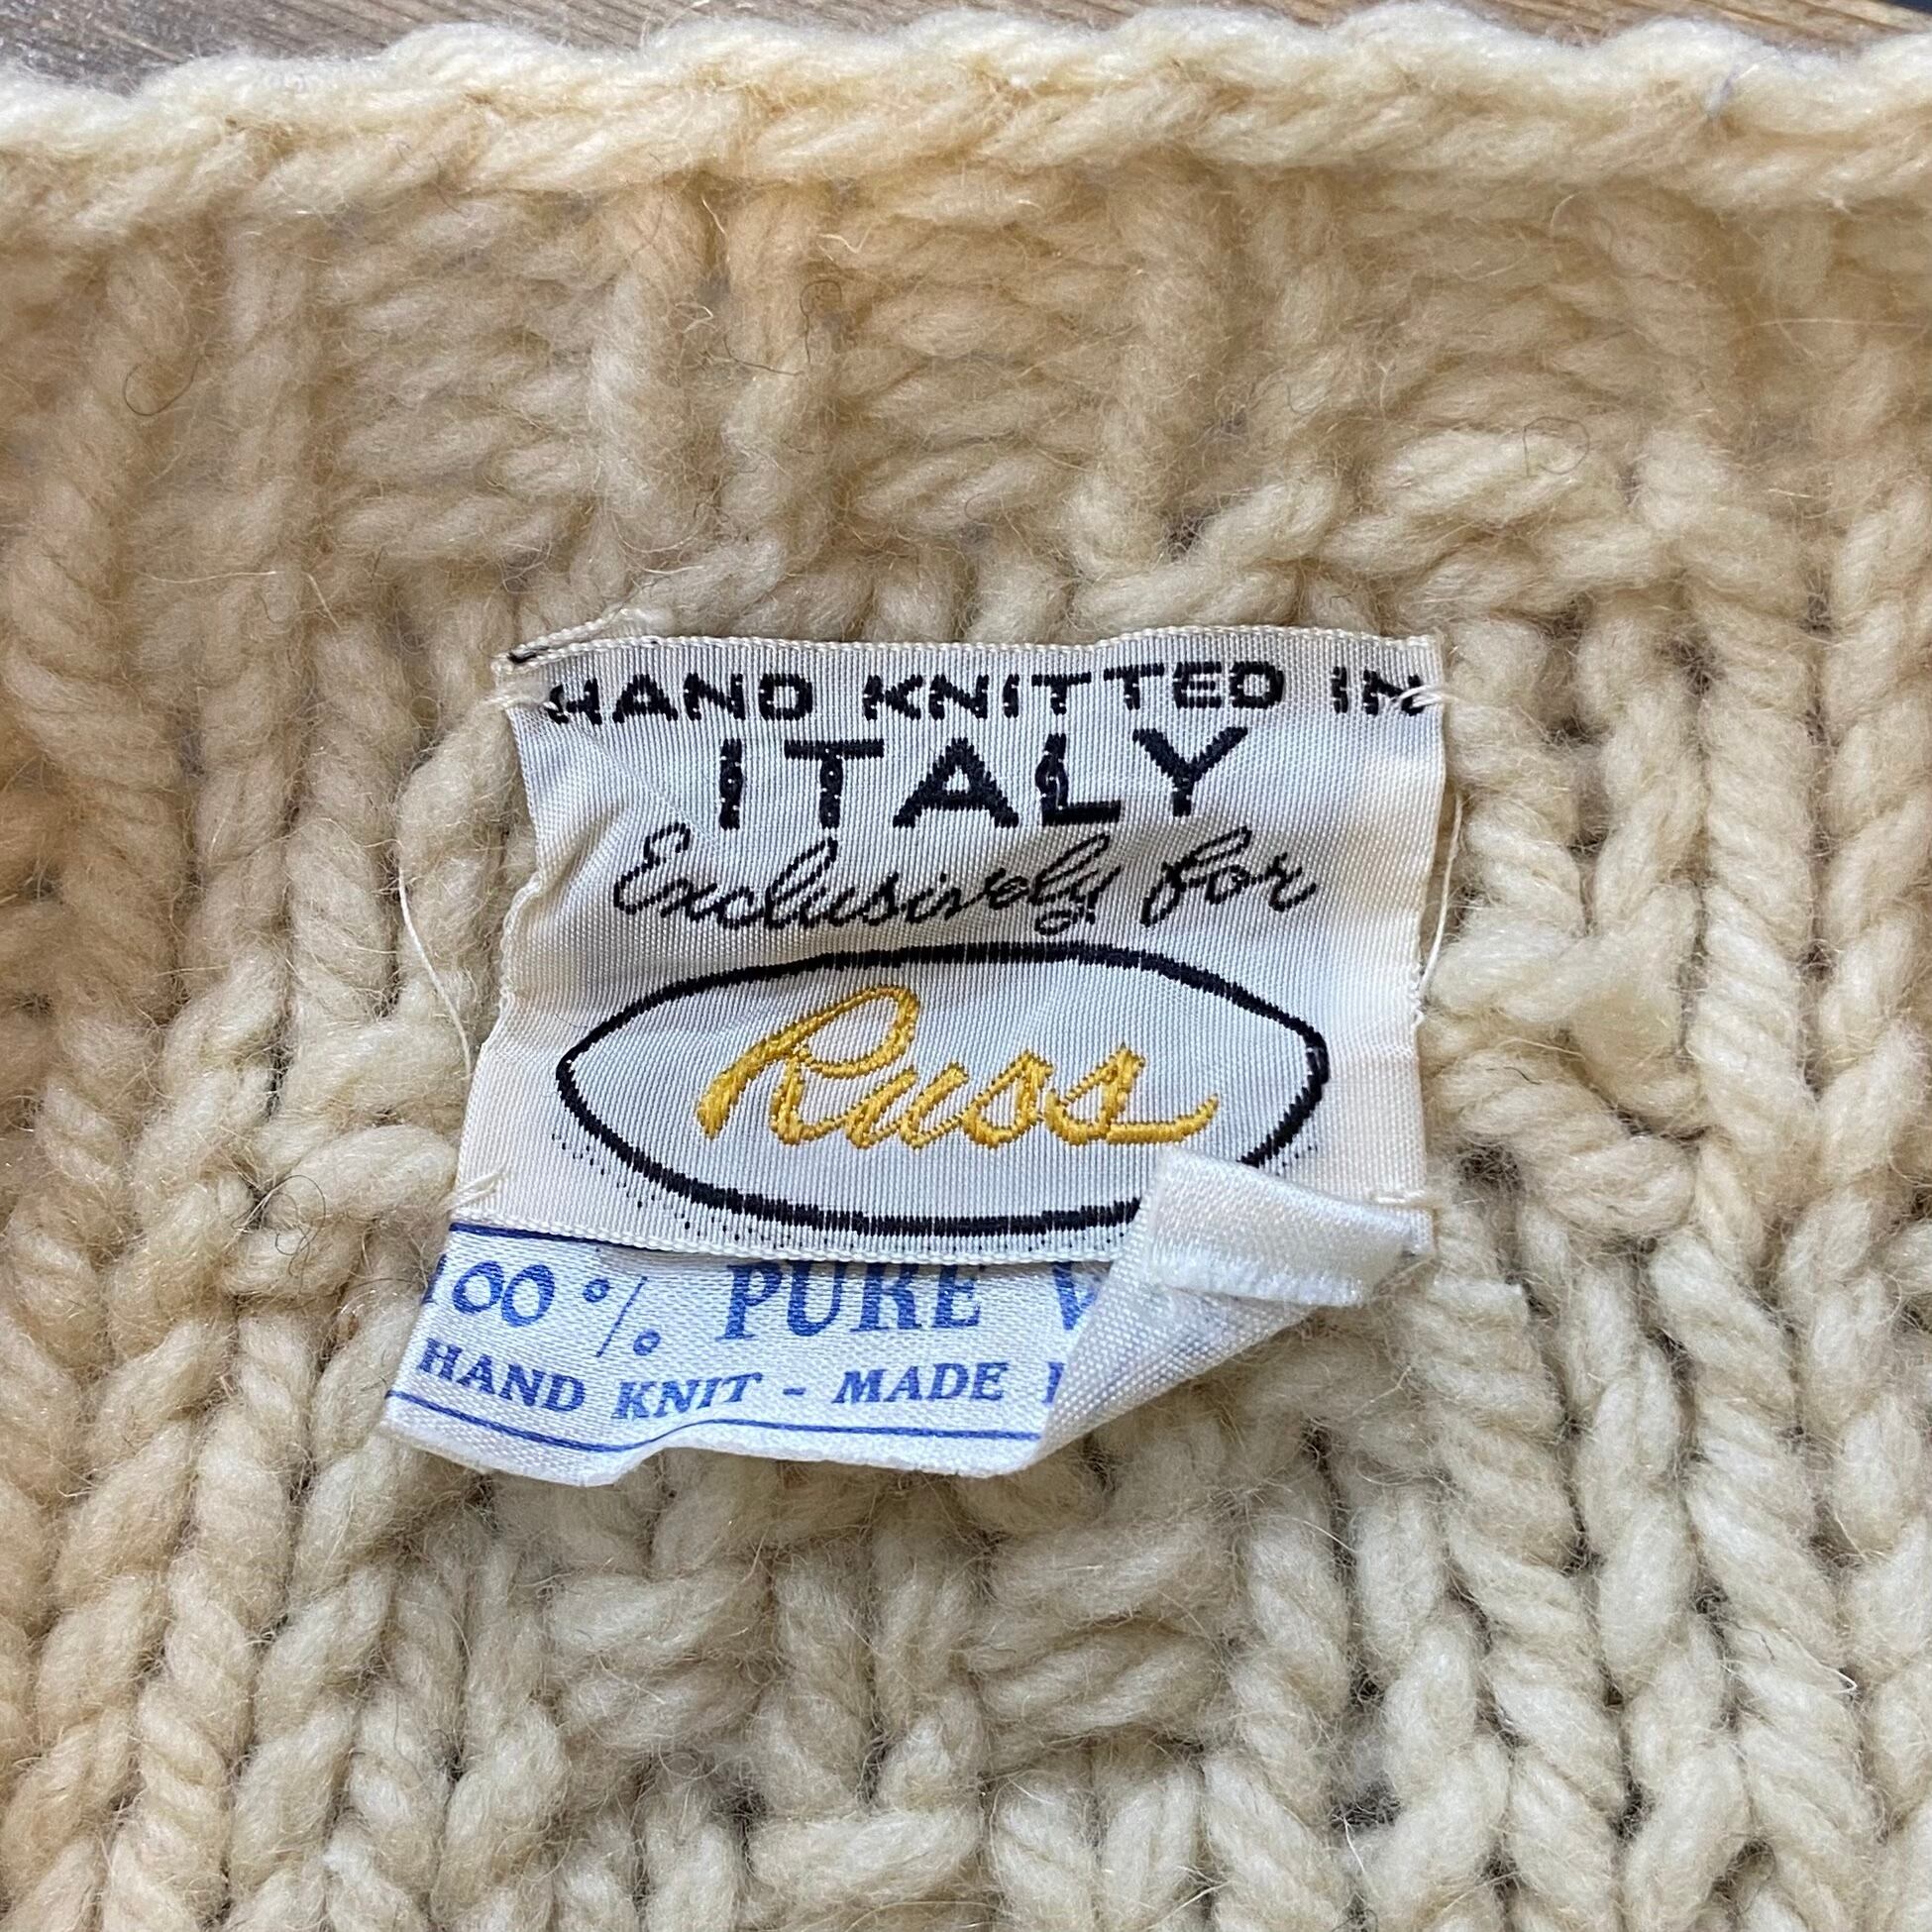 HAND KNITTED IN
ITALY
Exclusively for
Russ
100% PURE
HAND KNIT - MADE